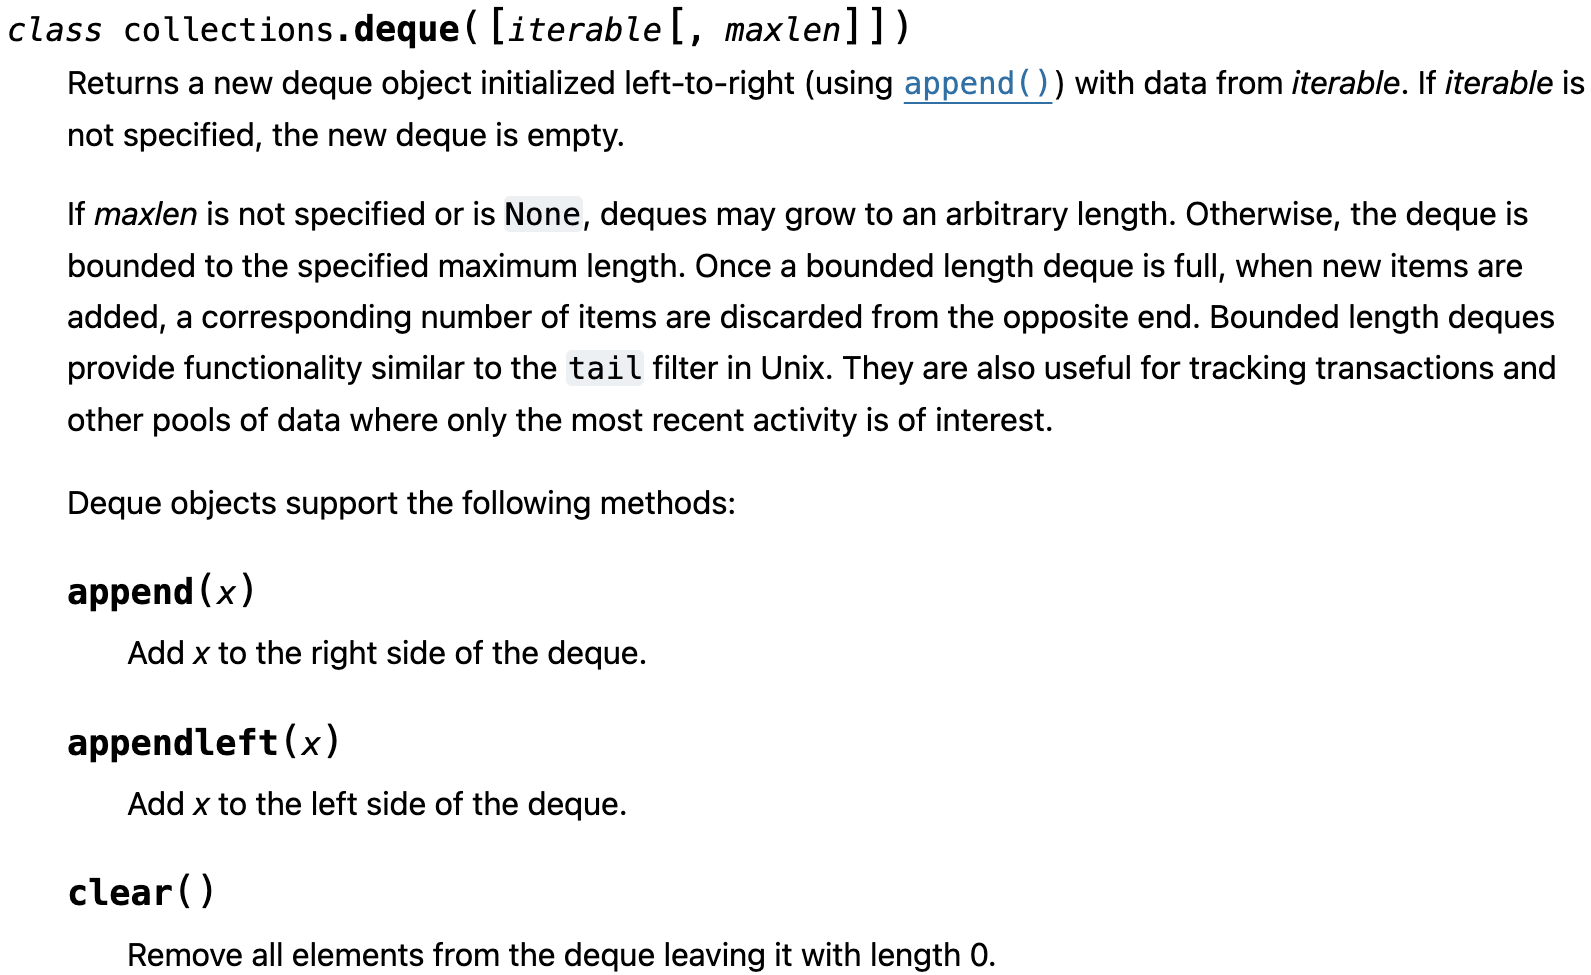 class collections.deque([iterable[, maxlen]])
Returns a new deque object initialized left-to-right (using append()) with data from iterable. If iterable is
not specified, the new deque is empty.
If maxlen is not specified or is None, deques may grow to an arbitrary length. Otherwise, the deque is
bounded to the specified maximum length. Once a bounded length deque is full, when new items are
added, a corresponding number of items are discarded from the opposite end. Bounded length deques
provide functionality similar to the tail filter in Unix. They are also useful for tracking transactions and
other pools of data where only the most recent activity is of interest.
Deque objects support the following methods:
append(x)
Add x to the right side of the deque.
appendleft(x)
Add x to the left side of the deque.
clear()
Remove all elements from the deque leaving it with length 0.